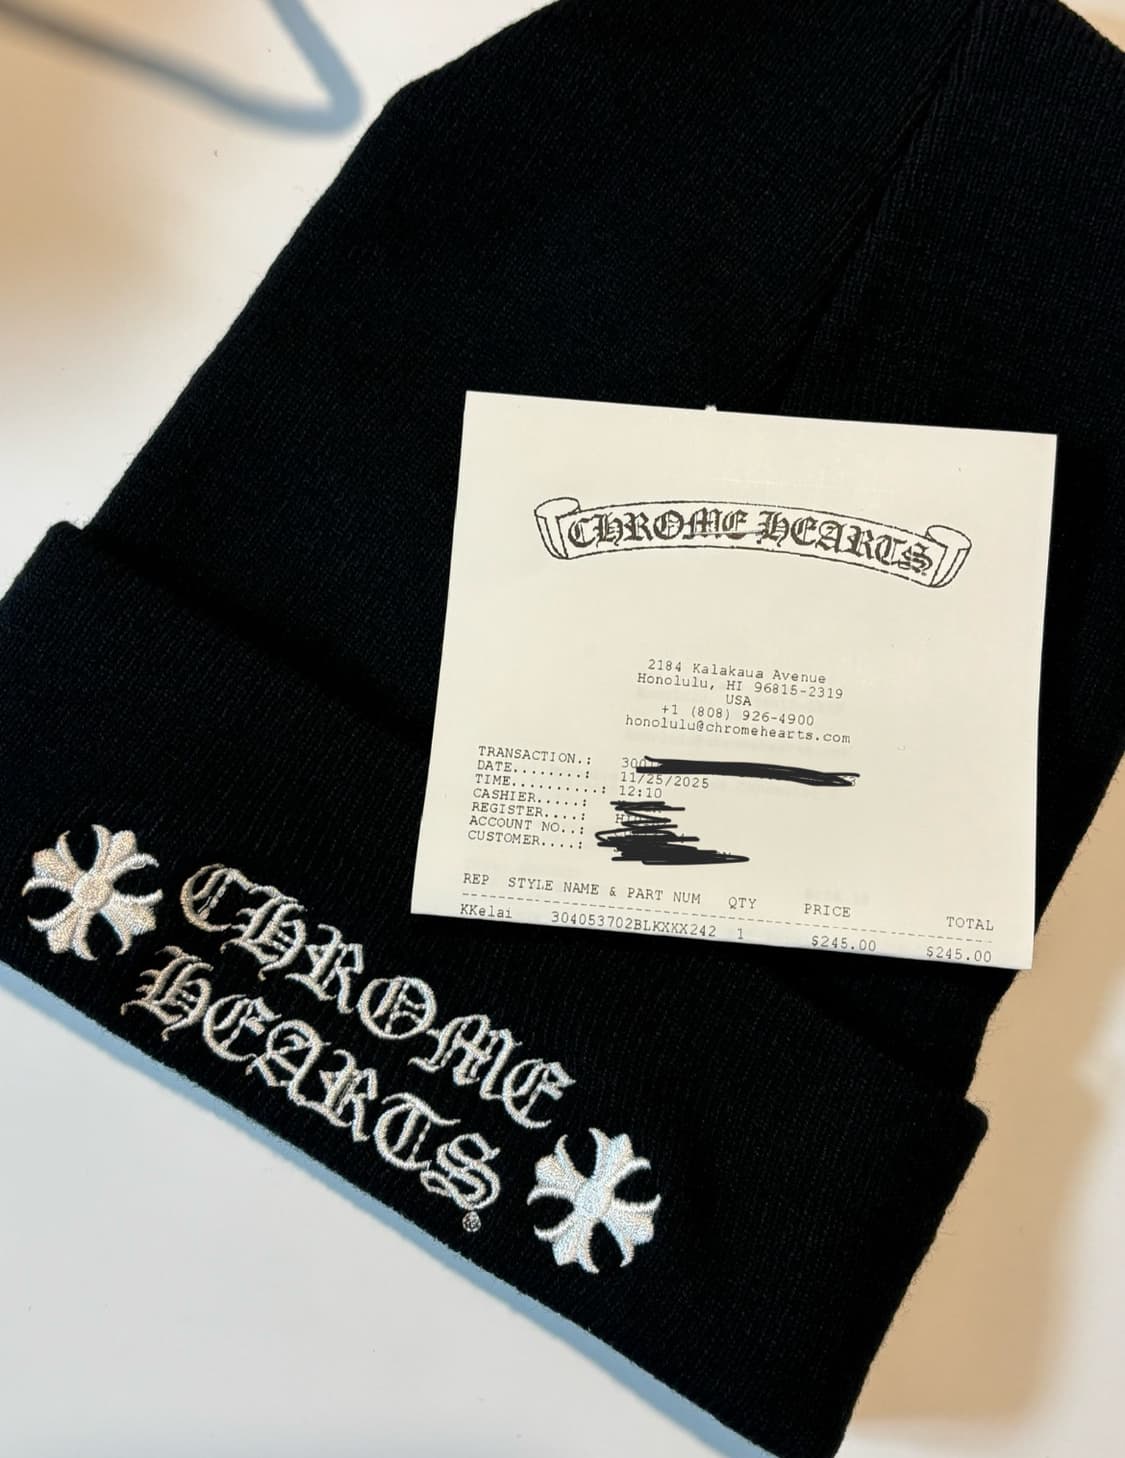 CHROME HEARTS
2184 Kalakaua Avenue
Honolulu, HI 96815-2319
USA
+1 (808) 926-4900
honolulu@chromehearts.com
TRANSACTION.:
DATE........: 11/25/2025
TIME..........: 12:10
CASHIER.....:
REGISTER....:
ACCOUNT NO..:
CUSTOMER....:
REP STYLE NAME & PART NUM QTY PRICE TOTAL
KKelai 304053702BLKXXX242 1 $245.00 $245.00
CHROME
HEARTS®